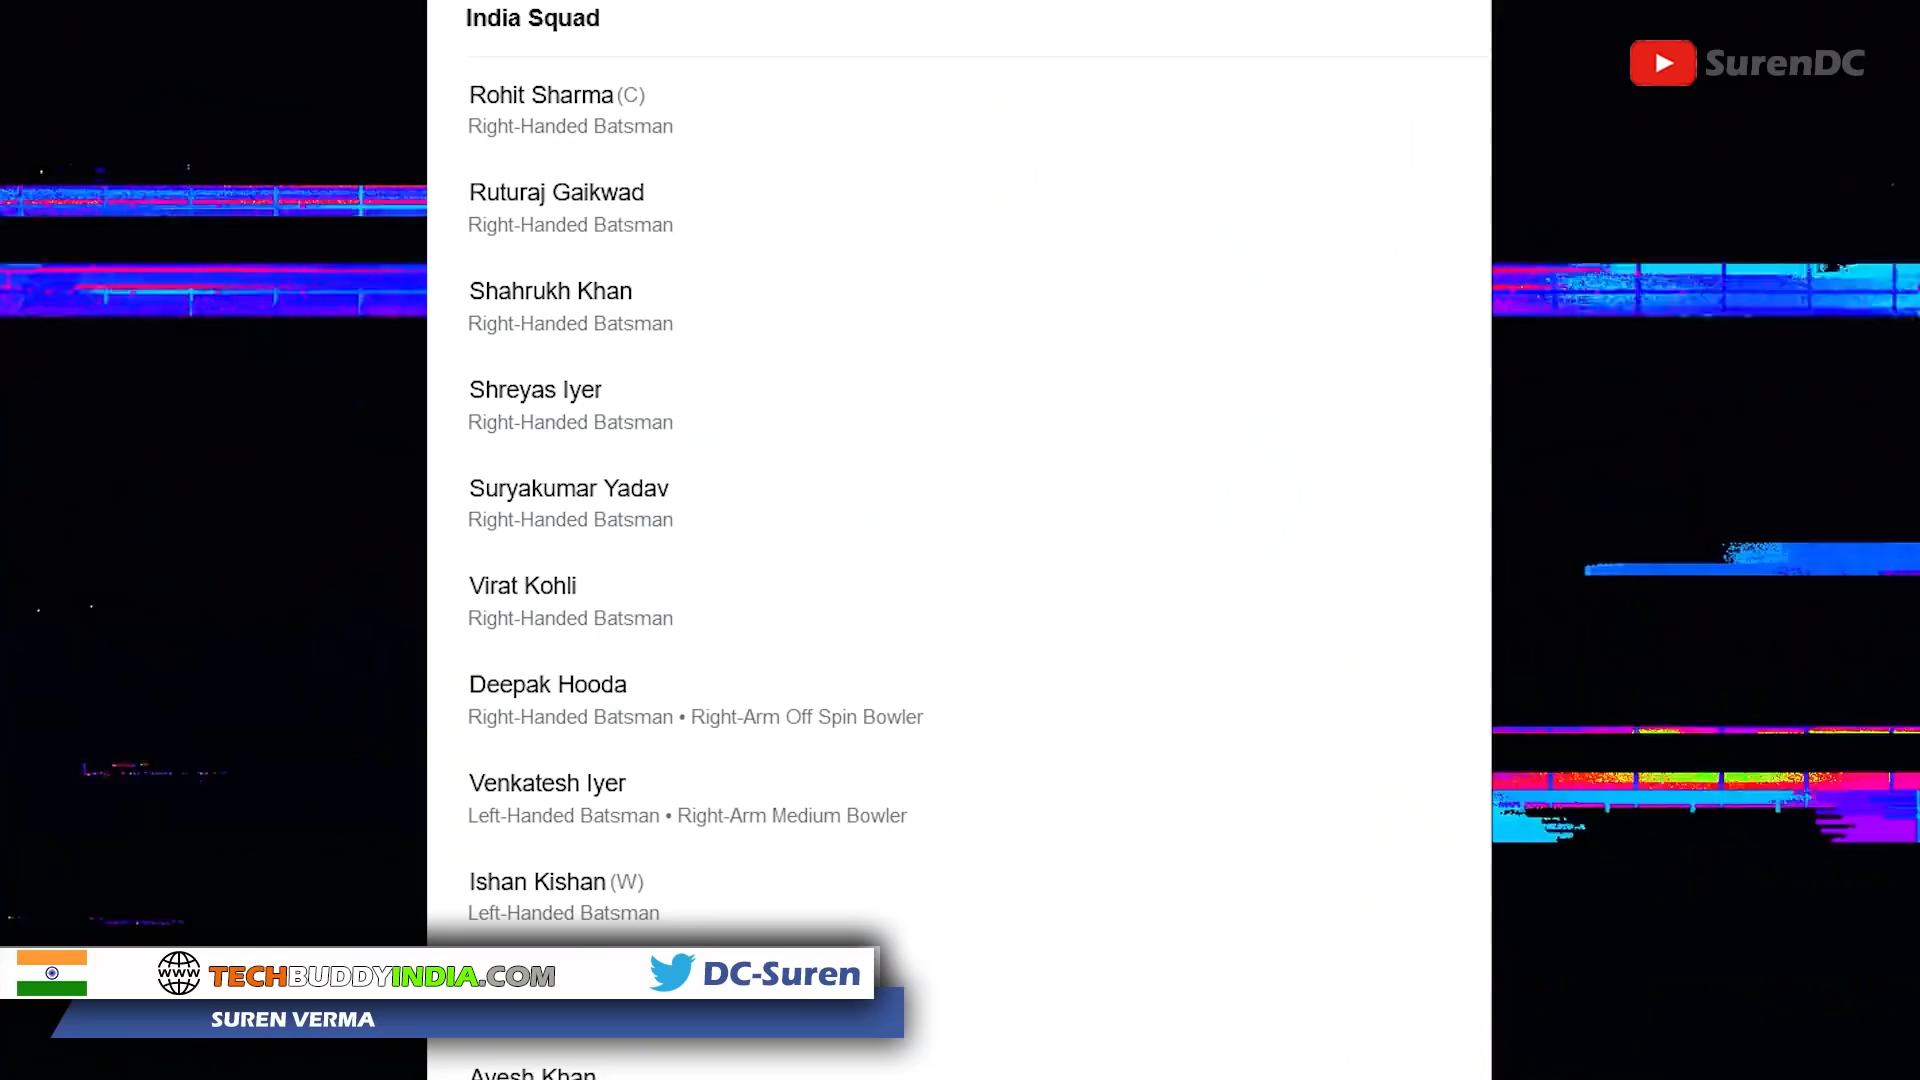 India Squad
SurenDC
Rohit Sharma (C)
Right-Handed Batsman
Ruturaj Gaikwad
Right-Handed Batsman
Shahrukh Khan
Right-Handed Batsman
Shreyas Iyer
Right-Handed Batsman
Suryakumar Yadav
Right-Handed Batsman
Virat Kohli
Right-Handed Batsman
Deepak Hooda
Right-Handed Batsman • Right-Arm Off Spin Bowler
Venkatesh Iyer
Left-Handed Batsman • Right-Arm Medium Bowler
Ishan Kishan (W)
Left-Handed Batsman
WWW TECHBUDDYINDIA.COM
DC-Suren
SUREN VERMA
Avesh Khan